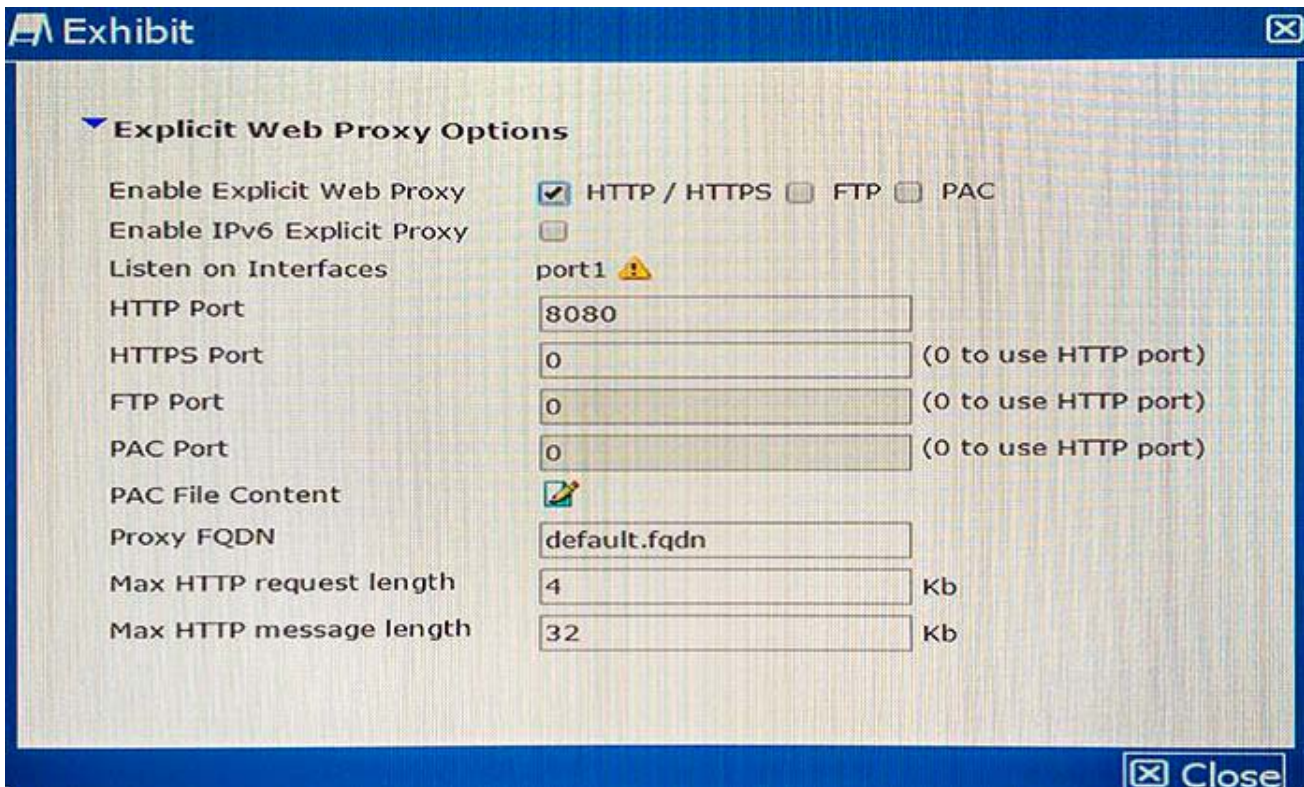 Exhibit
Explicit Web Proxy Options
Enable Explicit Web Proxy HTTP / HTTPS FTP PAC
Enable IPv6 Explicit Proxy
Listen on Interfaces port1
HTTP Port 8080
HTTPS Port 0 (0 to use HTTP port)
FTP Port 0 (0 to use HTTP port)
PAC Port 0 (0 to use HTTP port)
PAC File Content
Proxy FQDN default.fqdn
Max HTTP request length 4 Kb
Max HTTP message length 32 Kb
Close